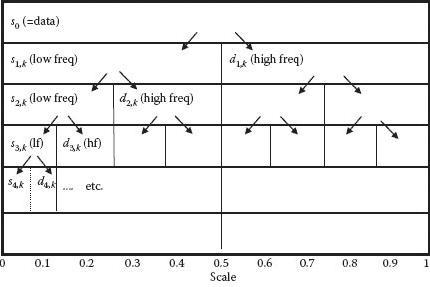 s0 (=data)
s1,k (low freq) d1,k (high freq)
s2,k (low freq) d2,k (high freq)
s3,k (lf) d3,k (hf)
s4,k d4,k .... etc.
0 0.1 0.2 0.3 0.4 0.5 0.6 0.7 0.8 0.9 1
Scale